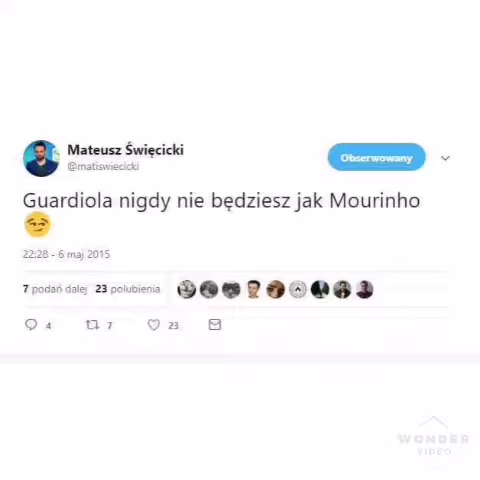 Mateusz Święcicki
@matiswiecicki
Obserwowany
Guardiola nigdy nie będziesz jak Mourinho
😏
22:28 - 6 maj 2015
7 podań dalej 23 polubienia
4 7 23
WONDER
VIDEO